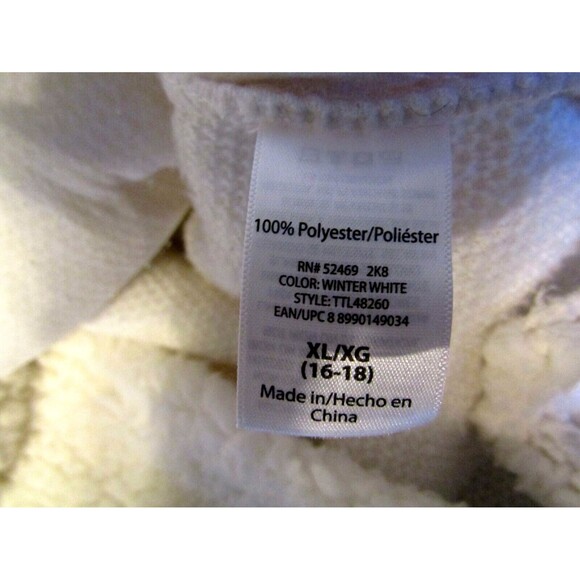 100% Polyester/Poliéster
RN# 52469 2K8
COLOR: WINTER WHITE
STYLE: TTL48260
EAN/UPC 8 8990149034
XL/XG
(16-18)
Made in/Hecho en
China